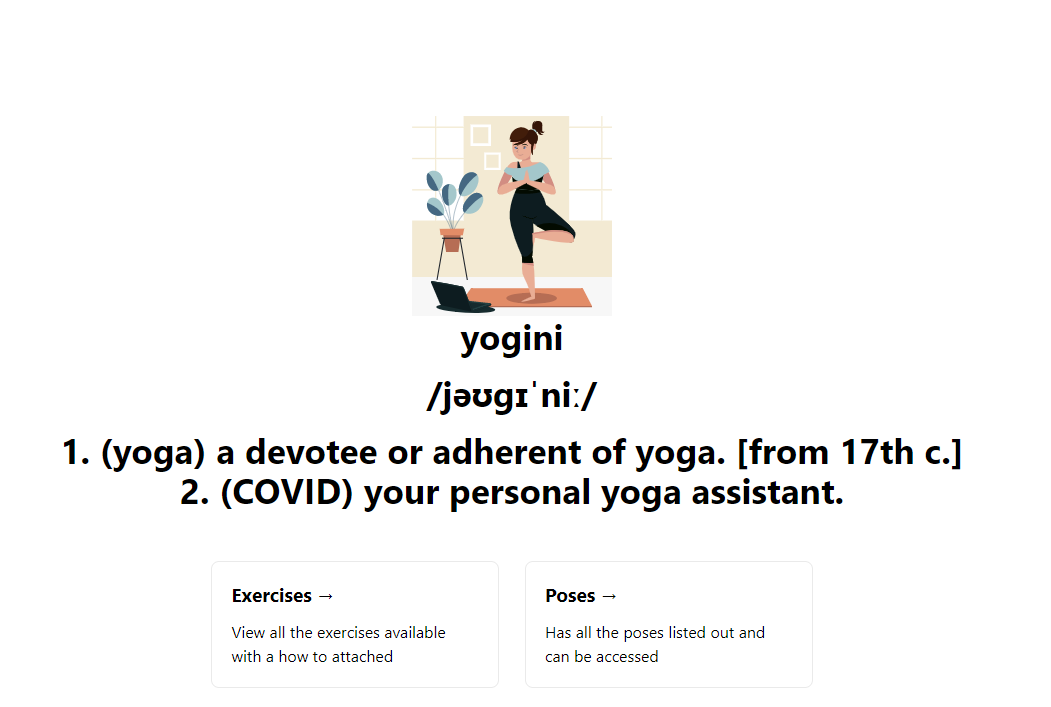 yogini
/jəʊɡɪˈniː/
1. (yoga) a devotee or adherent of yoga. [from 17th c.]
2. (COVID) your personal yoga assistant.
Exercises →
View all the exercises available
with a how to attached
Poses →
Has all the poses listed out and
can be accessed